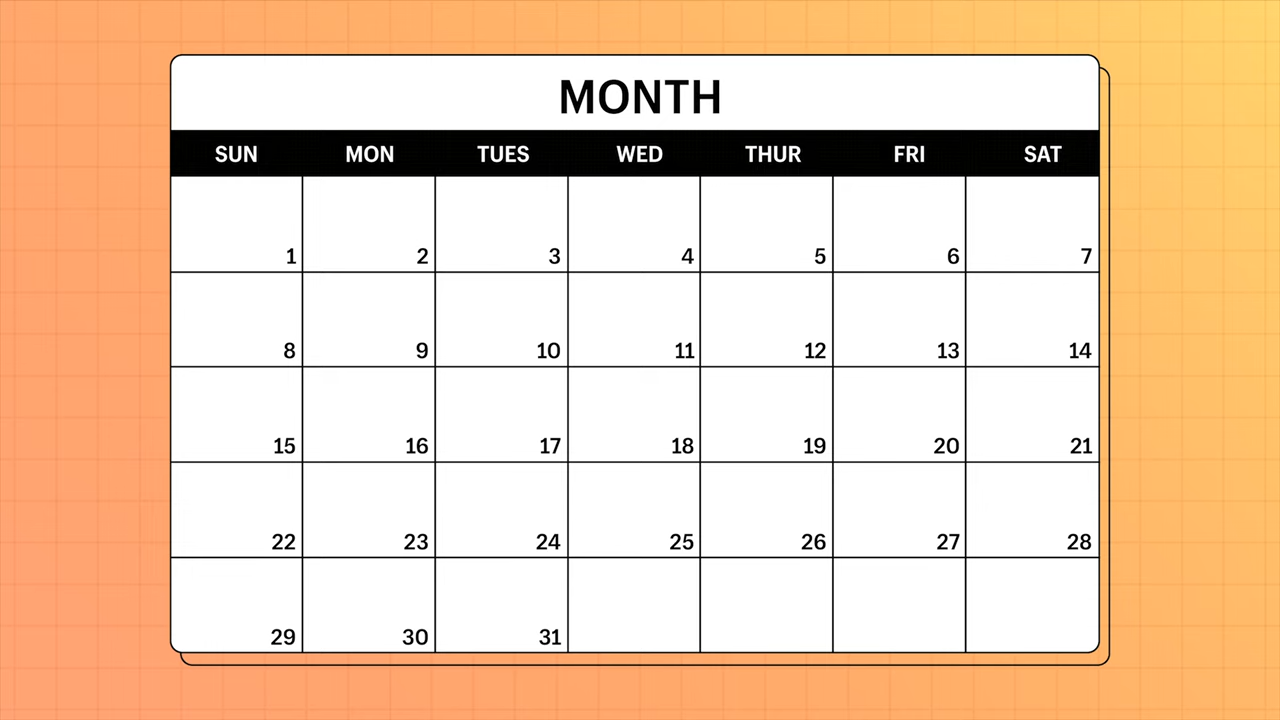 MONTH
SUN MON TUES WED THUR FRI SAT
1 2 3 4 5 6 7
8 9 10 11 12 13 14
15 16 17 18 19 20 21
22 23 24 25 26 27 28
29 30 31